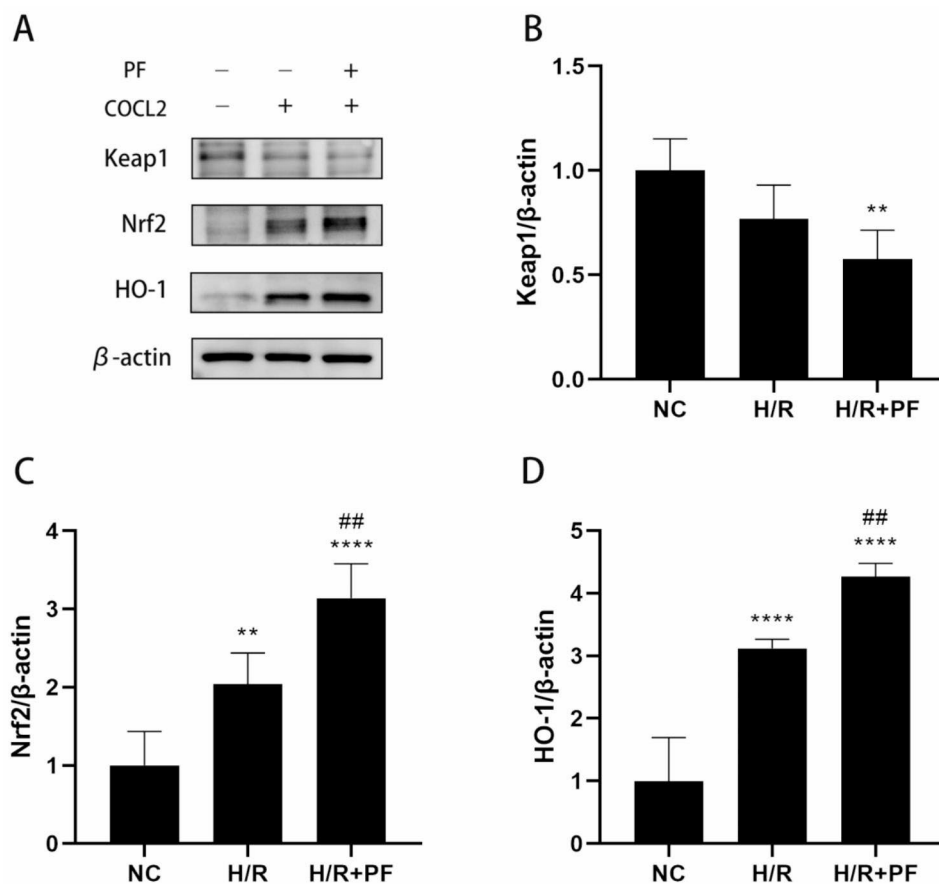 A
PF − − +
COCL2 − + +
Keap1
Nrf2
HO-1
β-actin
B
Keap1/β-actin
1.5
1.0
0.5
0.0
**
NC H/R H/R+PF
C
Nrf2/β-actin
4
3
2
1
0
**
##
****
NC H/R H/R+PF
D
HO-1/β-actin
5
4
3
2
1
0
****
##
****
NC H/R H/R+PF